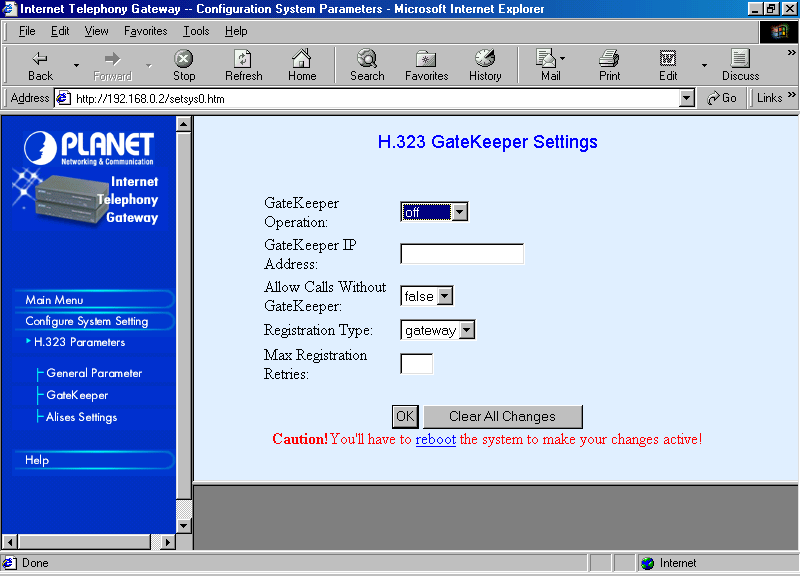 Internet Telephony Gateway -- Configuration System Parameters - Microsoft Internet Explorer
File Edit View Favorites Tools Help
Back Forward Stop Refresh Home Search Favorites History Mail Print Edit Discuss
Address http://192.168.0.2/setsys0.htm Go Links
PLANET
Networking & Communication
Internet
Telephony
Gateway
Main Menu
Configure System Setting
H.323 Parameters
General Parameter
GateKeeper
Alises Settings
Help
H.323 GateKeeper Settings
GateKeeper
Operation:
off
GateKeeper IP
Address:
Allow Calls Without
GateKeeper:
false
Registration Type:
gateway
Max Registration
Retries:
OK Clear All Changes
Caution! You'll have to reboot the system to make your changes active!
Done Internet